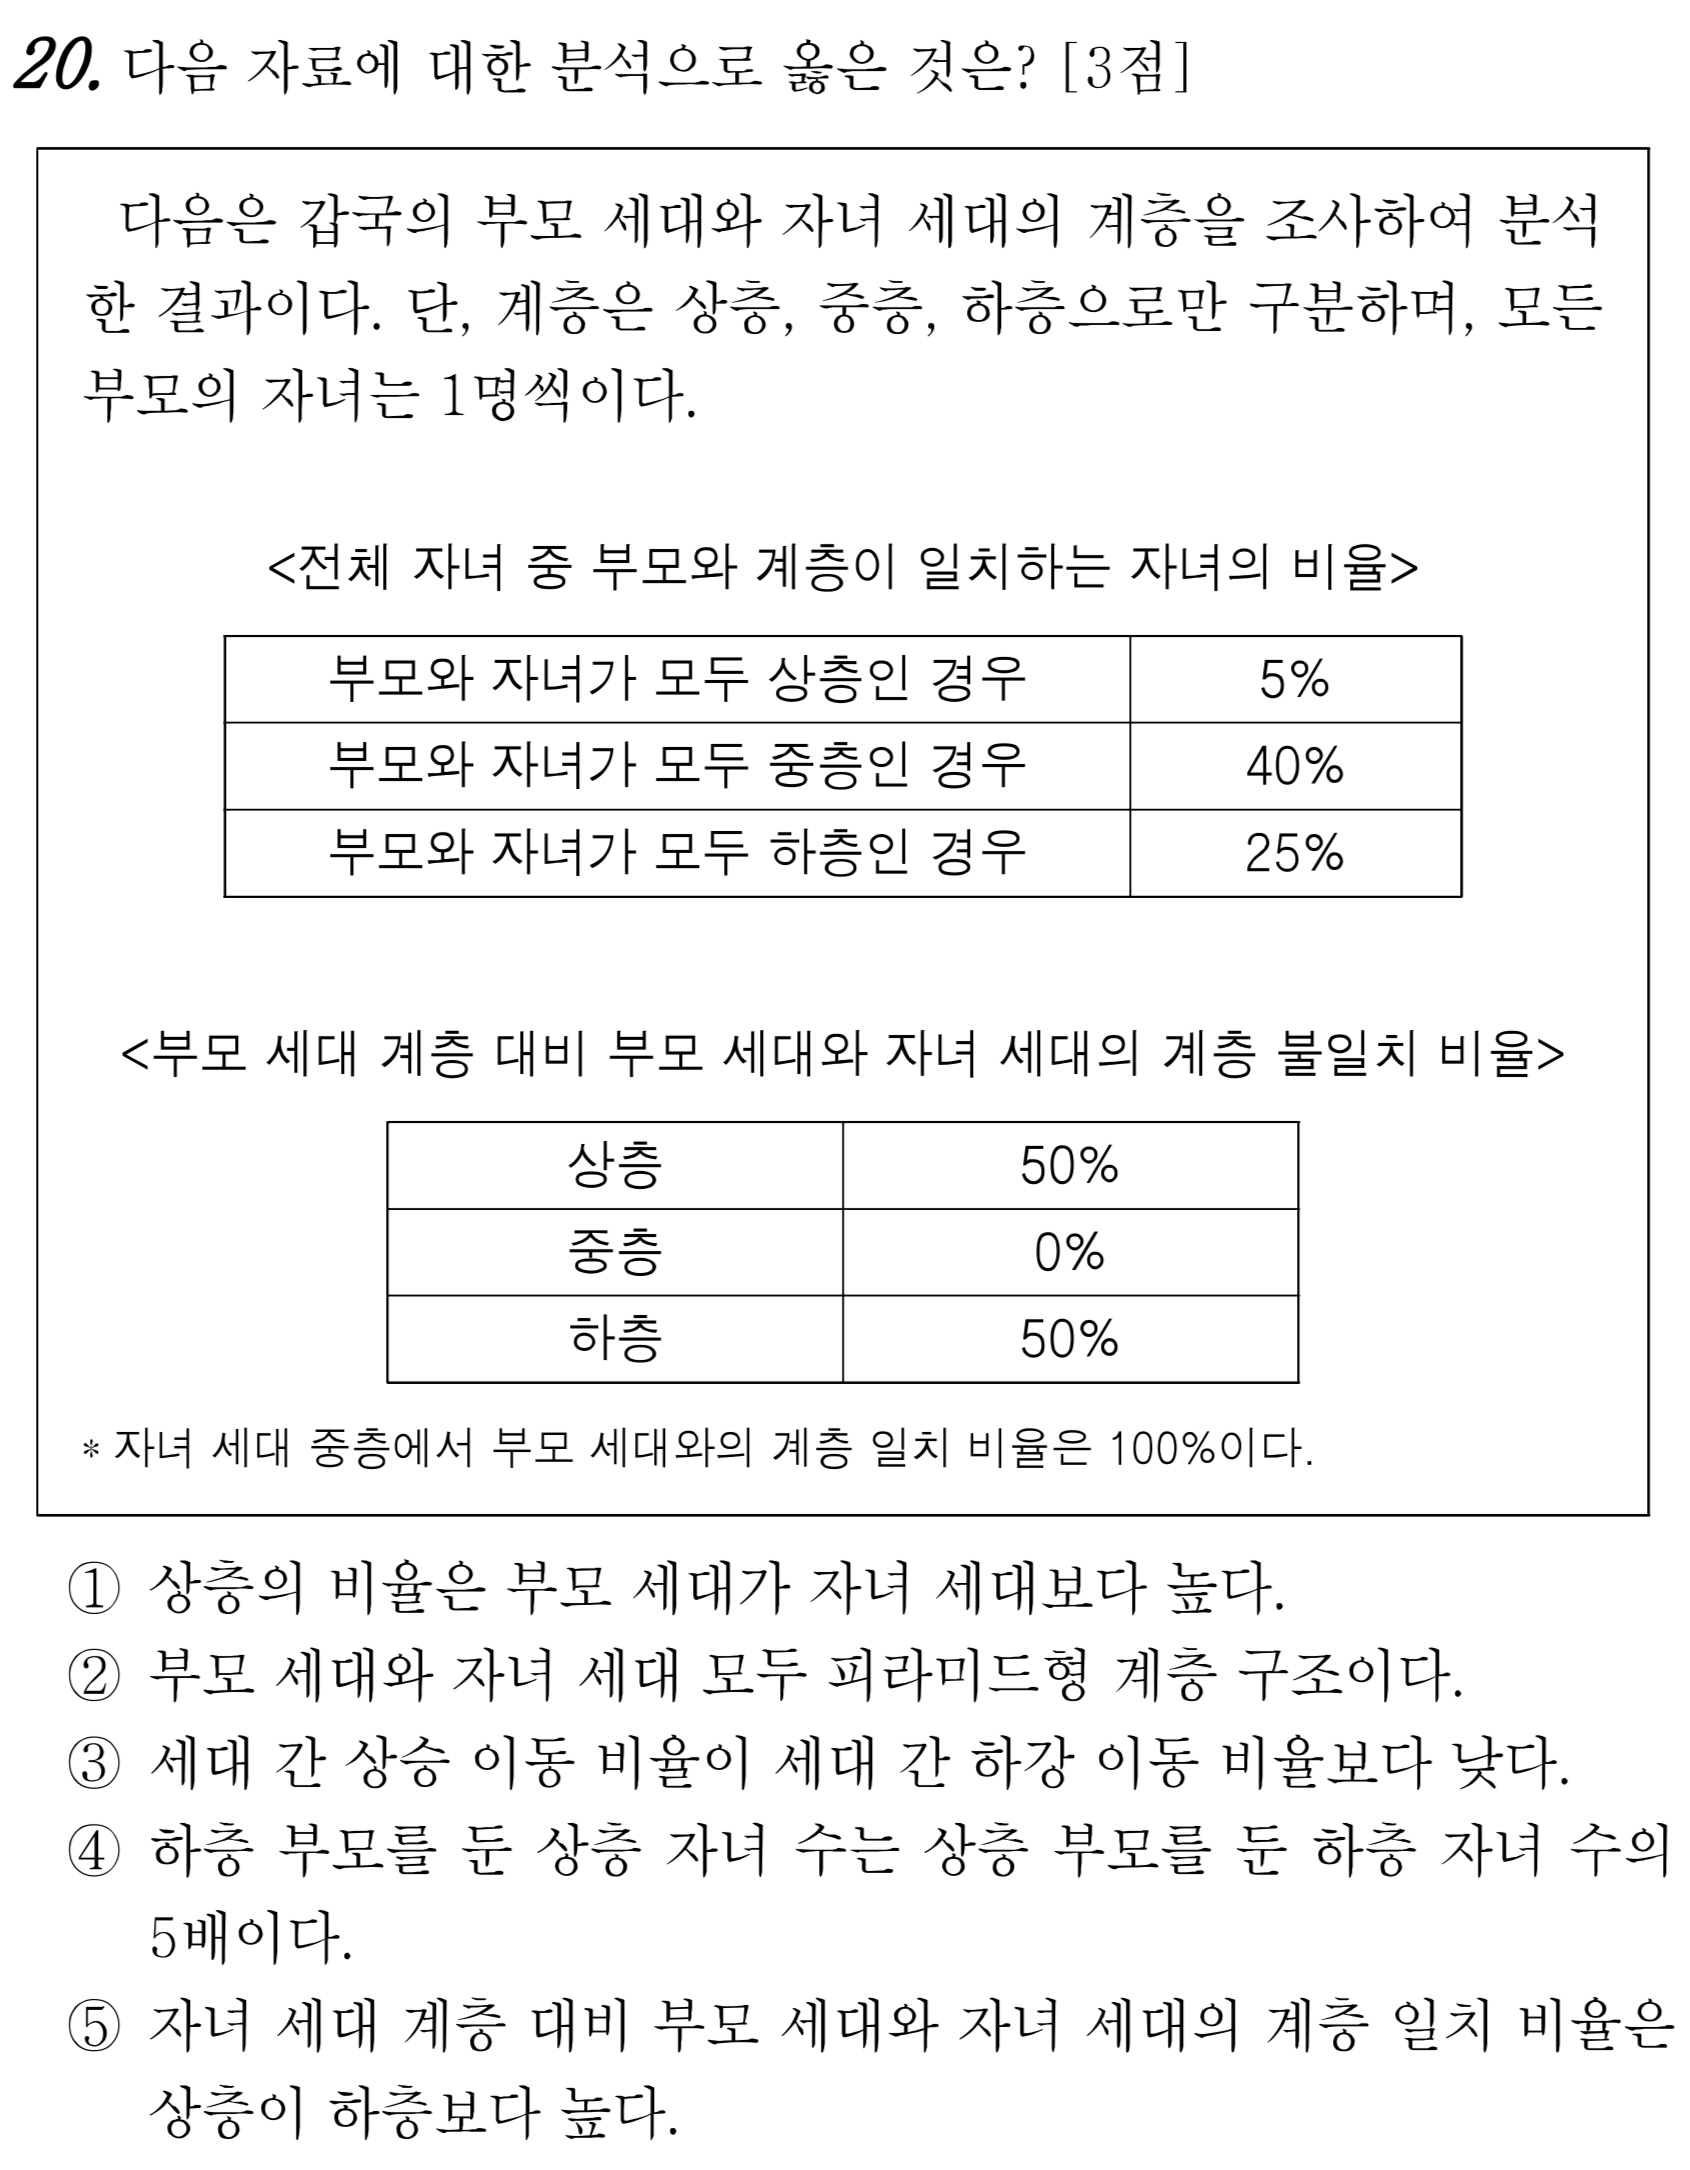 20. 다음 자료에 대한 분석으로 옳은 것은? [3점]
다음은 갑국의 부모 세대와 자녀 세대의 계층을 조사하여 분석
한 결과이다. 단, 계층은 상층, 중층, 하층으로만 구분하며, 모든
부모의 자녀는 1명씩이다.
<전체 자녀 중 부모와 계층이 일치하는 자녀의 비율>
부모와 자녀가 모두 상층인 경우 5%
부모와 자녀가 모두 중층인 경우 40%
부모와 자녀가 모두 하층인 경우 25%
<부모 세대 계층 대비 부모 세대와 자녀 세대의 계층 불일치 비율>
상층 50%
중층 0%
하층 50%
* 자녀 세대 중층에서 부모 세대와의 계층 일치 비율은 100%이다.
① 상층의 비율은 부모 세대가 자녀 세대보다 높다.
② 부모 세대와 자녀 세대 모두 피라미드형 계층 구조이다.
③ 세대 간 상승 이동 비율이 세대 간 하강 이동 비율보다 낮다.
④ 하층 부모를 둔 상층 자녀 수는 상층 부모를 둔 하층 자녀 수의
5배이다.
⑤ 자녀 세대 계층 대비 부모 세대와 자녀 세대의 계층 일치 비율은
상층이 하층보다 높다.